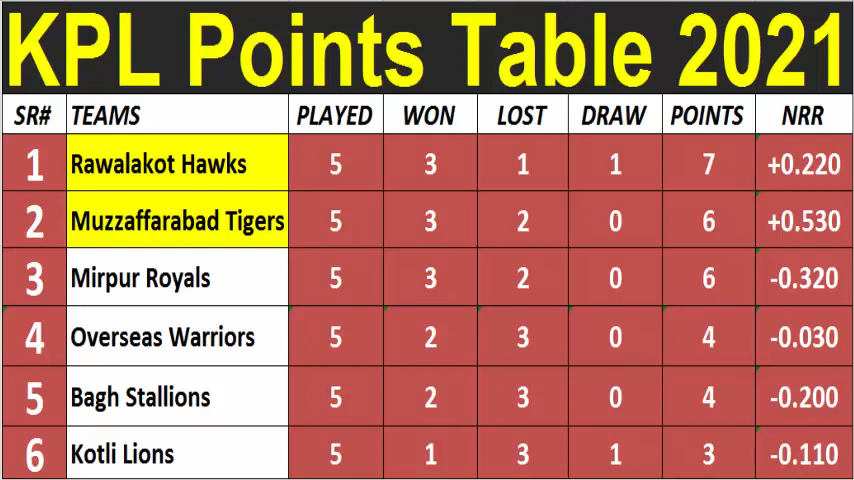 KPL Points Table 2021
SR# TEAMS PLAYED WON LOST DRAW POINTS NRR
1 Rawalakot Hawks 5 3 1 1 7 +0.220
2 Muzzaffarabad Tigers 5 3 2 0 6 +0.530
3 Mirpur Royals 5 3 2 0 6 -0.320
4 Overseas Warriors 5 2 3 0 4 -0.030
5 Bagh Stallions 5 2 3 0 4 -0.200
6 Kotli Lions 5 1 3 1 3 -0.110